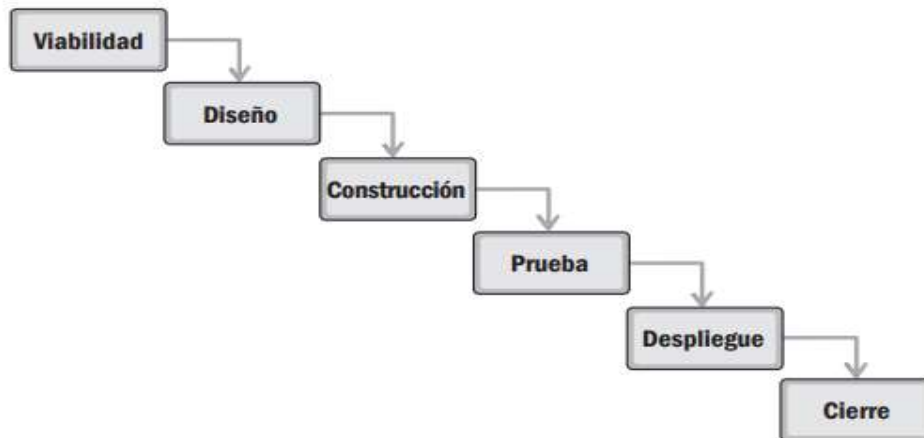 Viabilidad
Diseño
Construcción
Prueba
Despliegue
Cierre